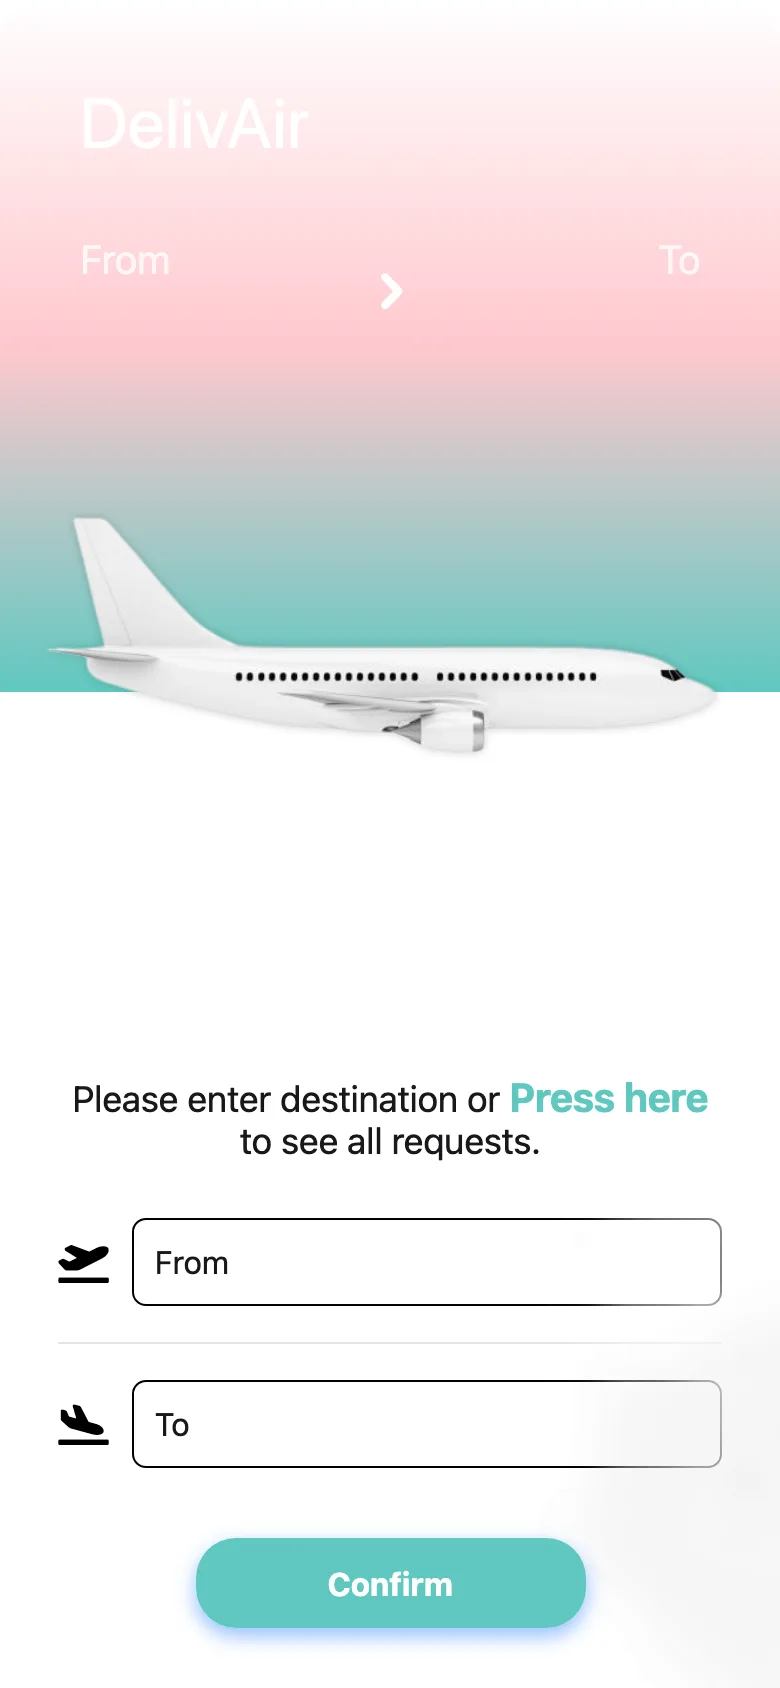 DelivAir
From To
Please enter destination or Press here
to see all requests.
From
To
Confirm